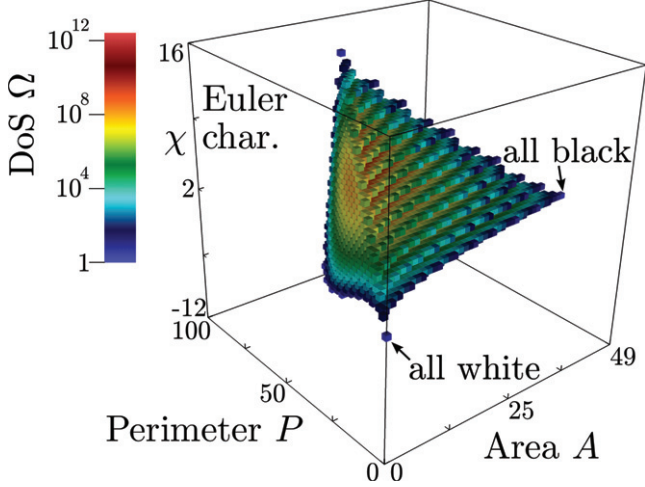 10^12
10^8
10^4
1
DoS Ω
16
Euler
χ char.
2
-12
100
50
0
Perimeter P
all black
all white
49
25
0
Area A